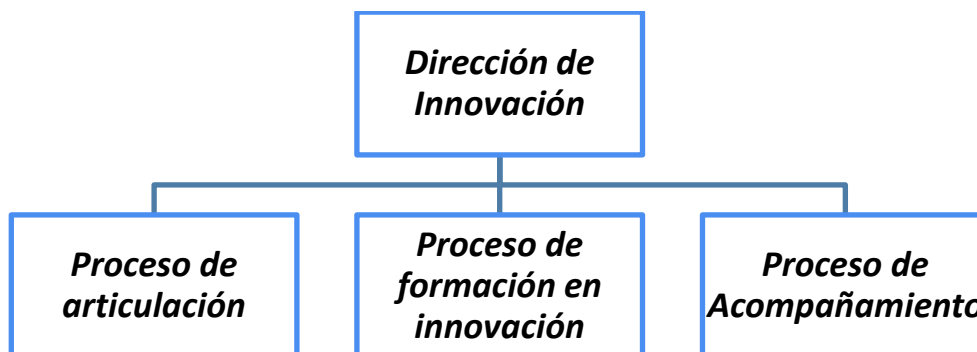 Dirección de
Innovación
Proceso de
articulación
Proceso de
formación en
innovación
Proceso de
Acompañamiento